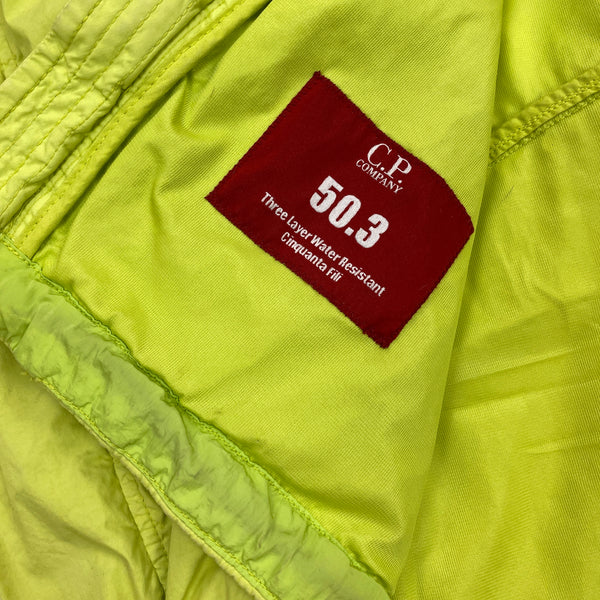 C.P.
COMPANY
50.3
Three Layer Water Resistant
Cinquanta Fili